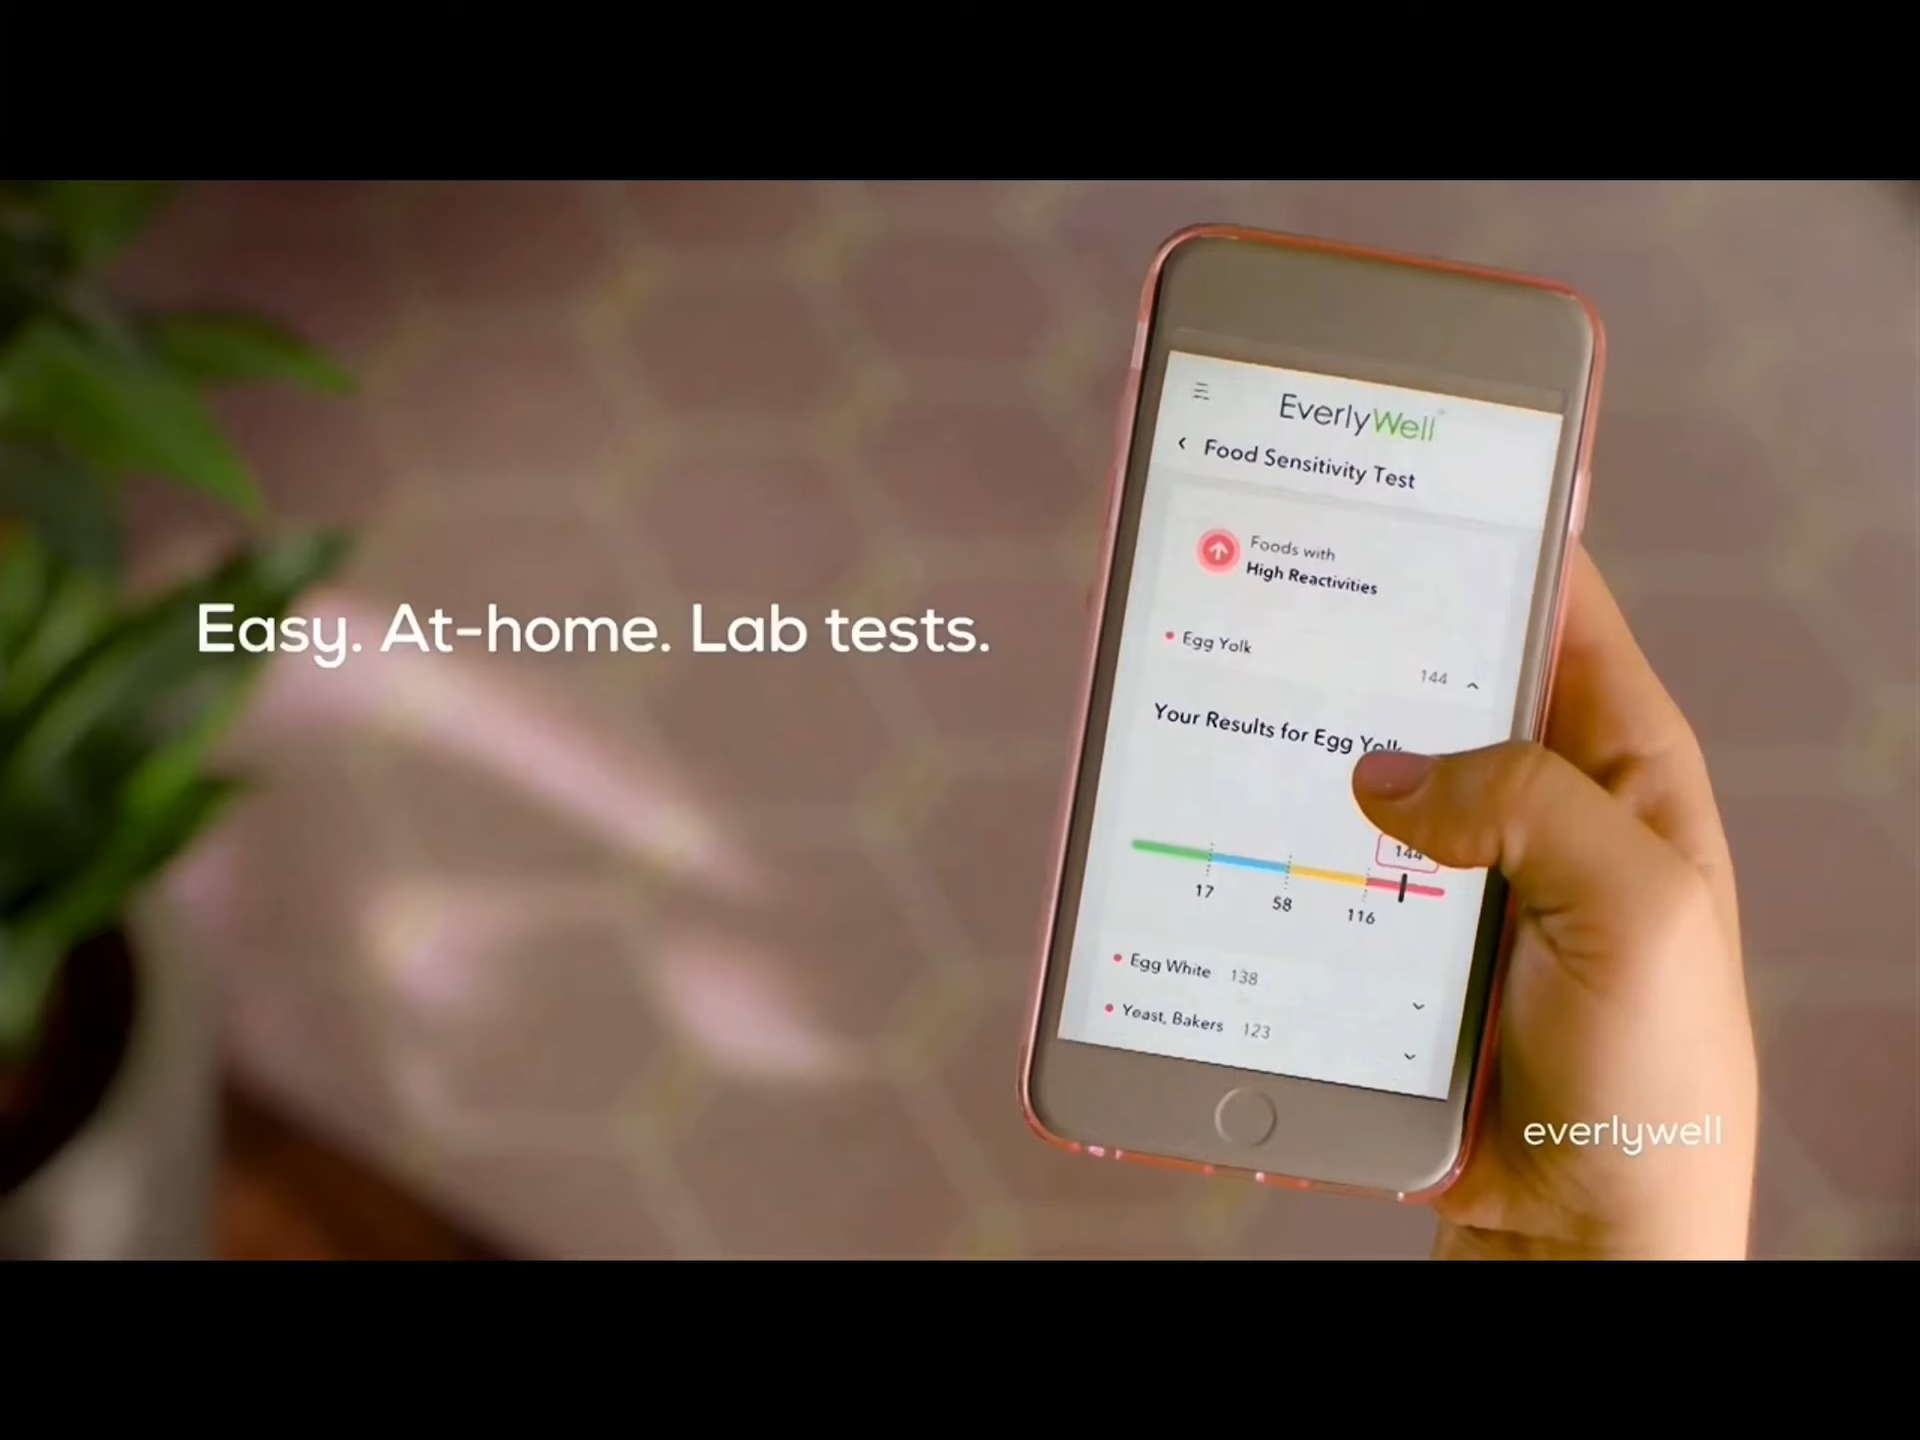 Easy. At-home. Lab tests.
EverlyWell
Food Sensitivity Test
Foods with
High Reactivities
Egg Yolk
144
Your Results for Egg Yolk
144
17
58
116
Egg White 138
Yeast, Bakers 123
everlywell